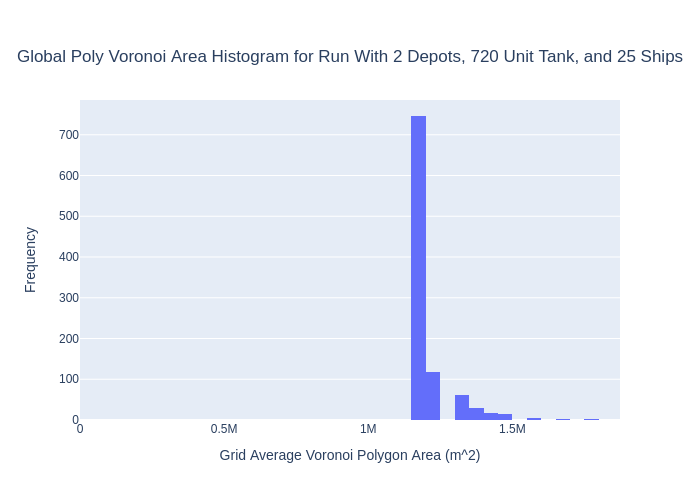 Global Poly Voronoi Area Histogram for Run With 2 Depots, 720 Unit Tank, and 25 Ships
700
600
500
400
300
200
100
0
0
0.5M
1M
1.5M
Frequency
Grid Average Voronoi Polygon Area (m^2)